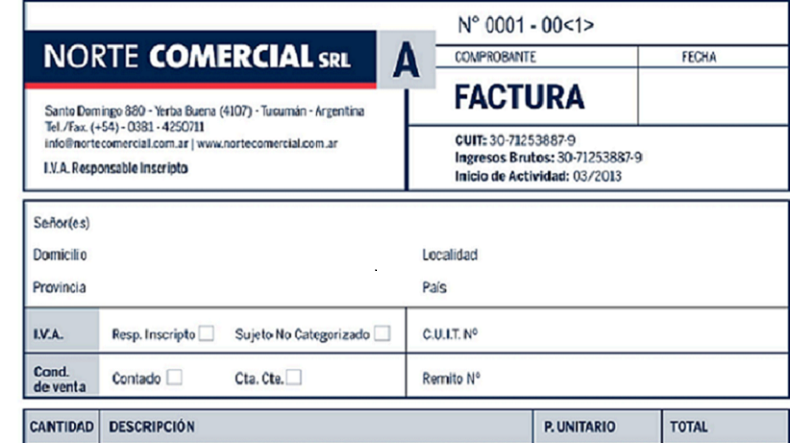 N° 0001 - 00<1>
NORTE COMERCIAL SRL
A
COMPROBANTE FECHA
FACTURA
Santo Domingo 880 - Yerba Buena (4107) - Tucumán - Argentina
Tel./Fax. (+54) - 0381 - 4250711
info@nortecomercial.com.ar | www.nortecomercial.com.ar
I.V.A. Responsable Inscripto
CUIT: 30-71253887-9
Ingresos Brutos: 30-71253887-9
Inicio de Actividad: 03/2013
Señor(es)
Domicilio Localidad
Provincia País
I.V.A. Resp. Inscripto Sujeto No Categorizado C.U.I.T. N°
Cond.
de venta Contado Cta. Cte. Remito N°
CANTIDAD DESCRIPCIÓN P. UNITARIO TOTAL